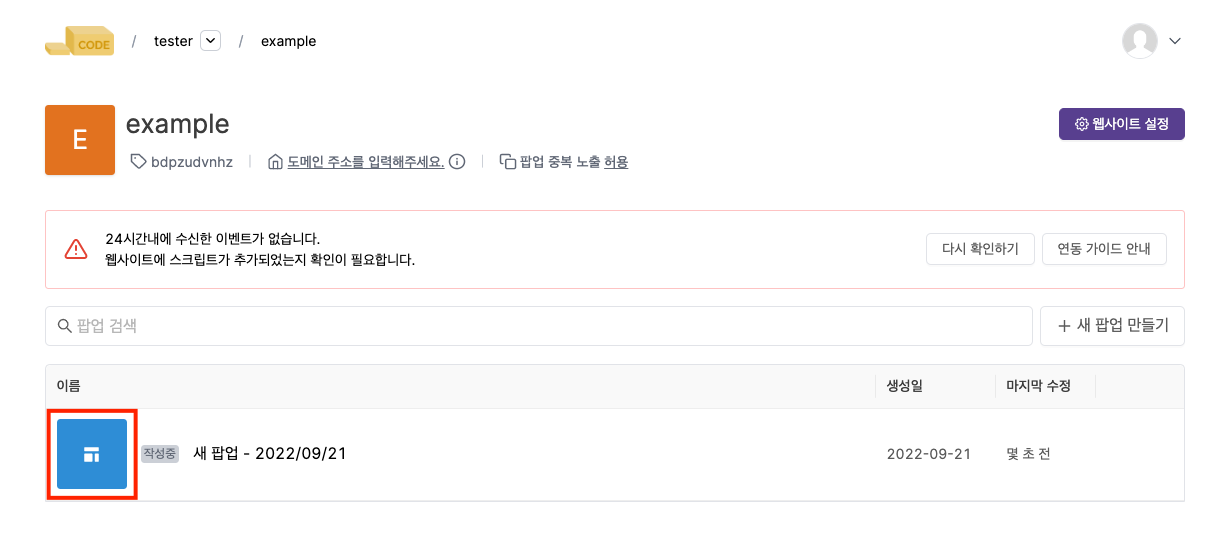 CODE / tester / example
E
example
웹사이트 설정
bdpzudvnhz | 도메인 주소를 입력해주세요. | 팝업 중복 노출 허용
24시간내에 수신한 이벤트가 없습니다.
웹사이트에 스크립트가 추가되었는지 확인이 필요합니다.
다시 확인하기 연동 가이드 안내
팝업 검색 + 새 팝업 만들기
이름 생성일 마지막 수정
작성중 새 팝업 - 2022/09/21 2022-09-21 몇 초 전